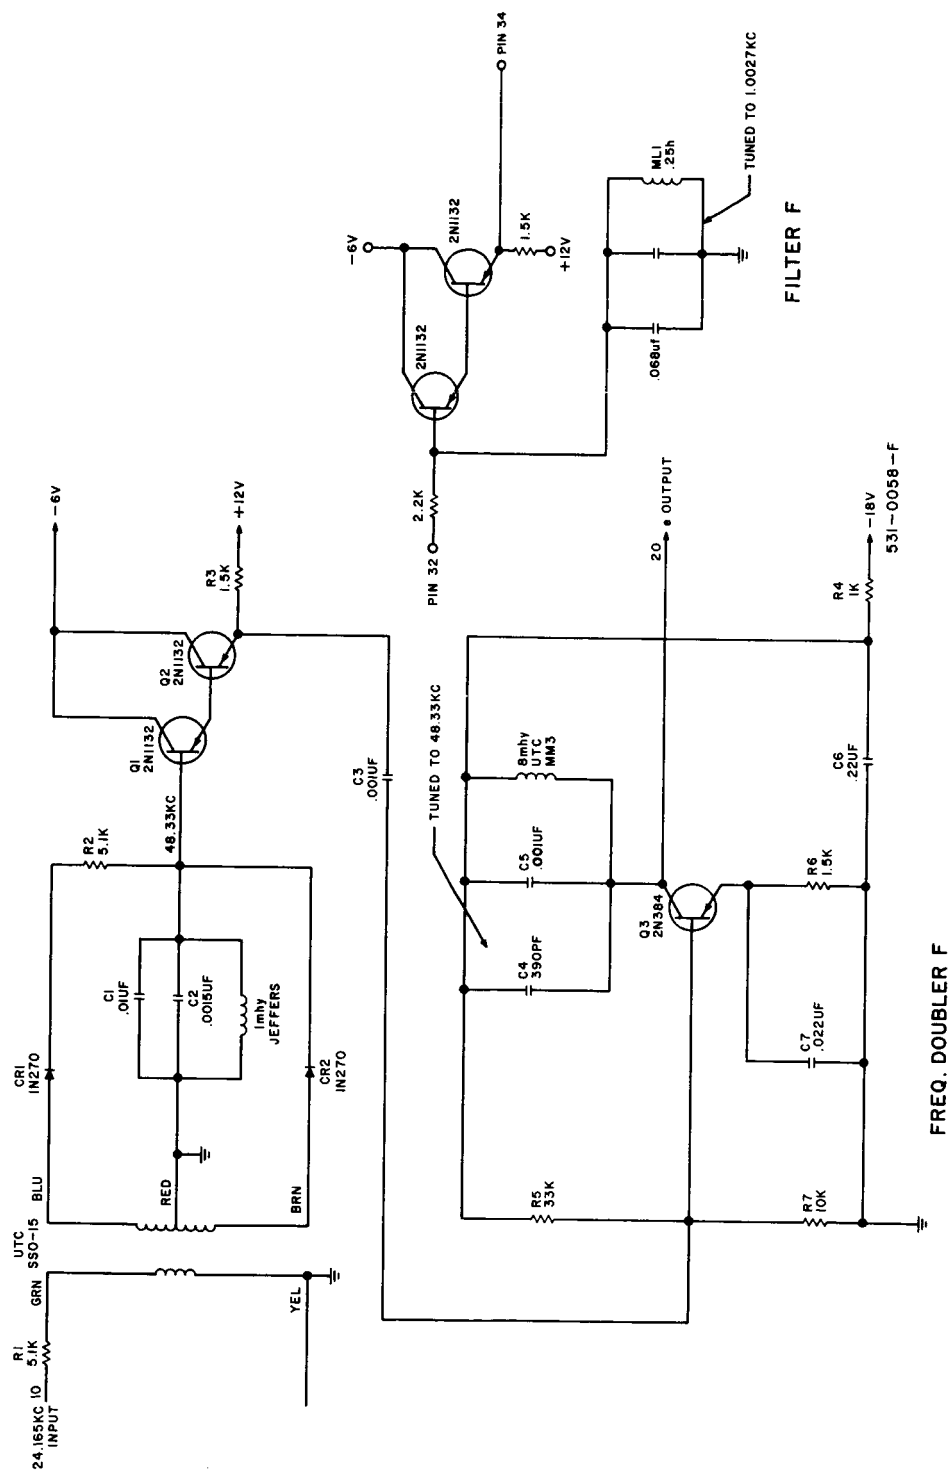 24.165KC 10
INPUT
R1
5.1K
GRN
UTC
SSO-15
YEL
BLU
RED
BRN
CR1
1N270
C1
.01UF
C2
.0015UF
1mhy
JEFFERS
CR2
1N270
R2
5.1K
48.33KC
Q1
2N1132
Q2
2N1132
R3
1.5K
-6V
+12V
C3
.001UF
R5
33K
R7
10K
TUNED TO 48.33KC
C4
390PF
C5
.001UF
8mhy
UTC
MM3
Q3
2N384
C7
.022UF
R6
1.5K
C6
.22UF
R4
1K
-18V
20
e OUTPUT
531-0058-F
FREQ. DOUBLER F
PIN 32
2.2K
2N1132
2N1132
-6V
1.5K
+12V
PIN 34
.068uf
ML1
.25h
TUNED TO 1.0027KC
FILTER F